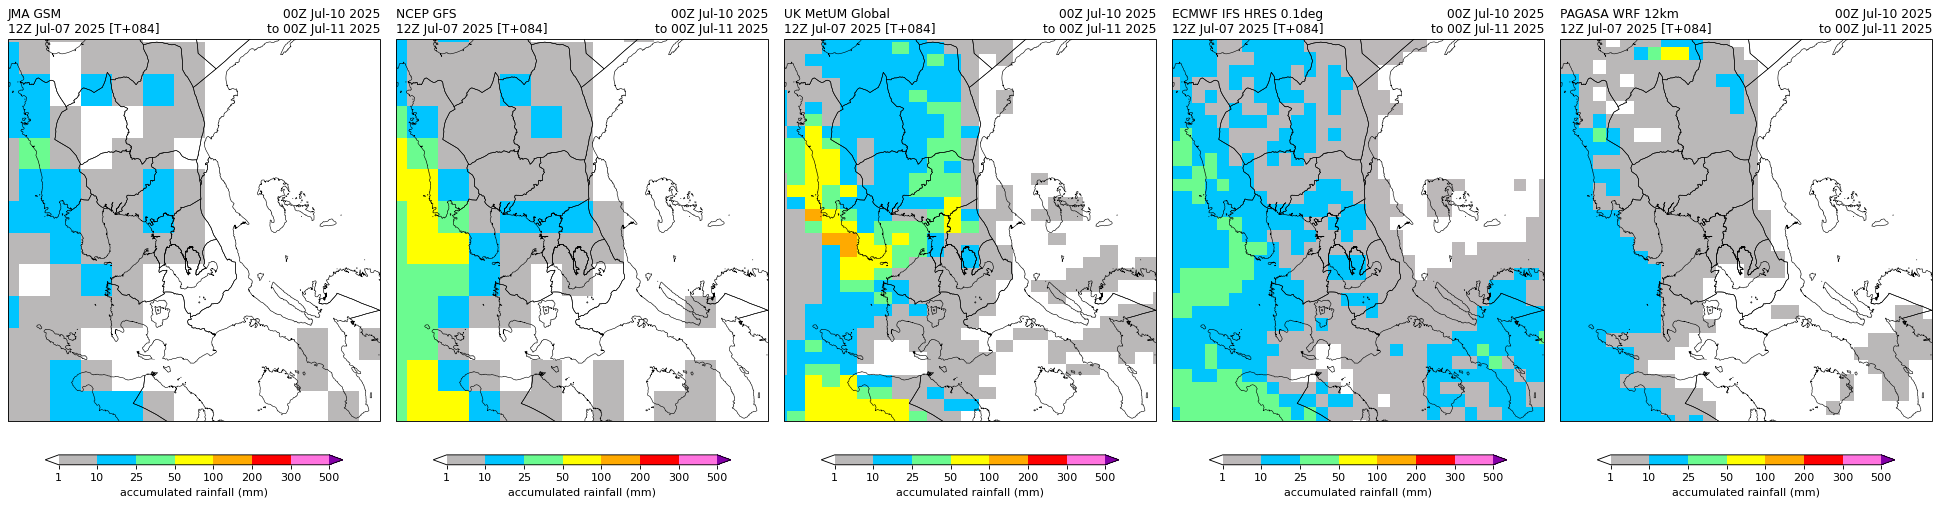 JMA GSM 00Z Jul-10 2025
12Z Jul-07 2025 [T+084] to 00Z Jul-11 2025
NCEP GFS 00Z Jul-10 2025
12Z Jul-07 2025 [T+084] to 00Z Jul-11 2025
UK MetUM Global 00Z Jul-10 2025
12Z Jul-07 2025 [T+084] to 00Z Jul-11 2025
ECMWF IFS HRES 0.1deg 00Z Jul-10 2025
12Z Jul-07 2025 [T+084] to 00Z Jul-11 2025
PAGASA WRF 12km 00Z Jul-10 2025
12Z Jul-07 2025 [T+084] to 00Z Jul-11 2025
1 10 25 50 100 200 300 500
accumulated rainfall (mm)
1 10 25 50 100 200 300 500
accumulated rainfall (mm)
1 10 25 50 100 200 300 500
accumulated rainfall (mm)
1 10 25 50 100 200 300 500
accumulated rainfall (mm)
1 10 25 50 100 200 300 500
accumulated rainfall (mm)